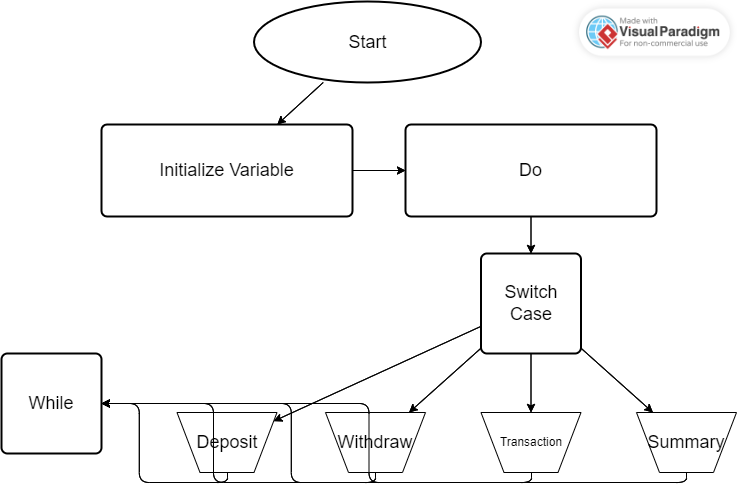 Start
Made with
Visual Paradigm
For non-commercial use
Initialize Variable
Do
Switch
Case
While
Deposit
Withdraw
Transaction
Summary